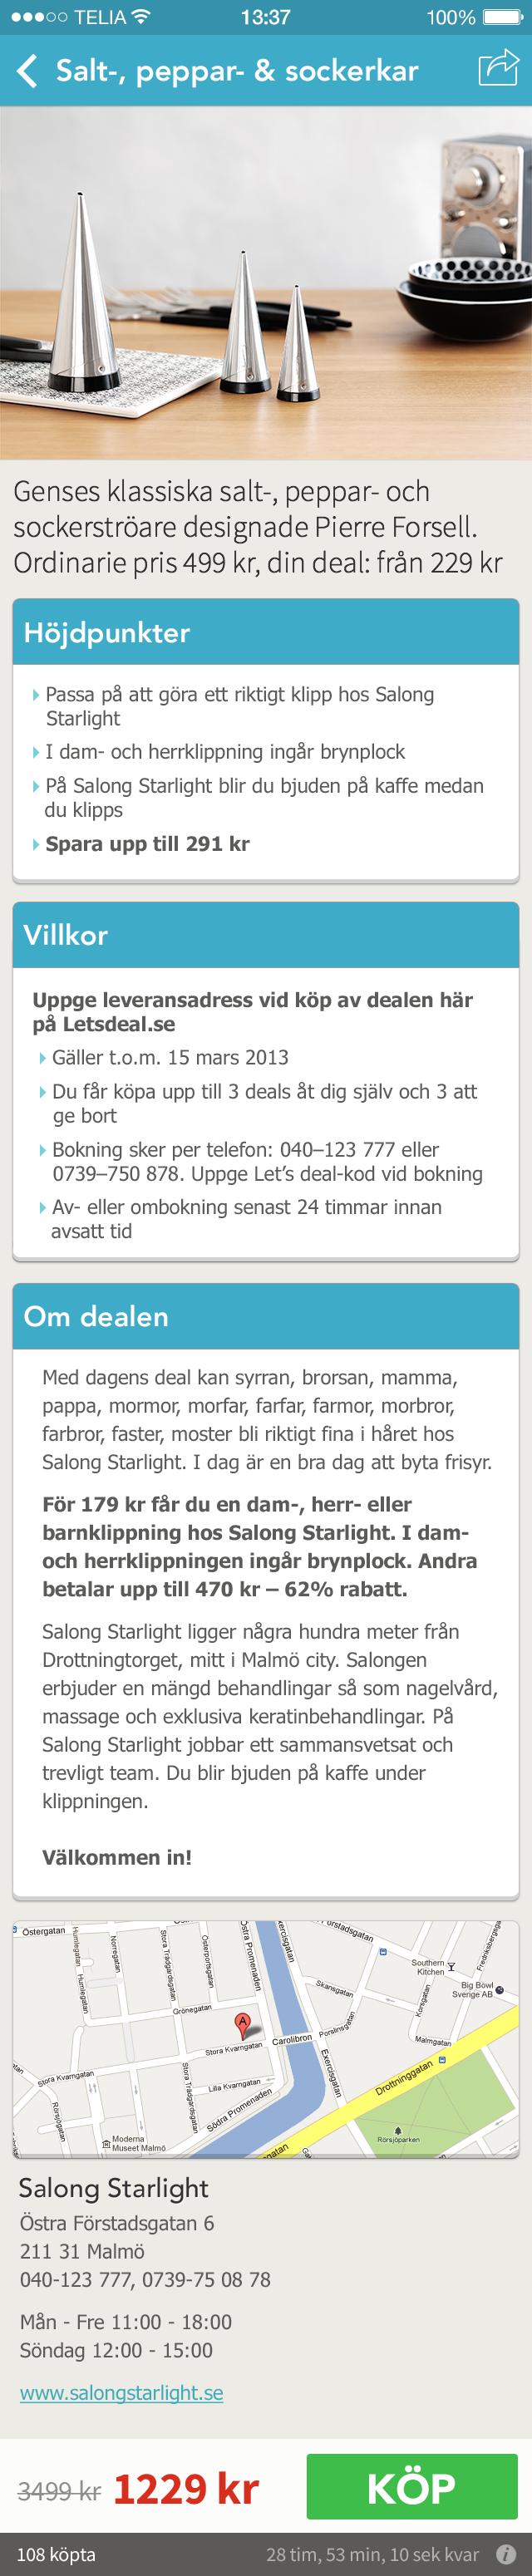 TELIA 13:37 100%
Salt-, peppar- & sockerkar
Genses klassiska salt-, peppar- och
sockerströare designade Pierre Forsell.
Ordinarie pris 499 kr, din deal: från 229 kr
Höjdpunkter
Passa på att göra ett riktigt klipp hos Salong
Starlight
I dam- och herrklippning ingår brynplock
På Salong Starlight blir du bjuden på kaffe medan
du klipps
Spara upp till 291 kr
Villkor
Uppge leveransadress vid köp av dealen här
på Letsdeal.se
Gäller t.o.m. 15 mars 2013
Du får köpa upp till 3 deals åt dig själv och 3 att
ge bort
Bokning sker per telefon: 040–123 777 eller
0739–750 878. Uppge Let’s deal-kod vid bokning
Av- eller ombokning senast 24 timmar innan
avsatt tid
Om dealen
Med dagens deal kan syrran, brorsan, mamma,
pappa, mormor, morfar, farfar, farmor, morbror,
farbror, faster, moster bli riktigt fina i håret hos
Salong Starlight. I dag är en bra dag att byta frisyr.
För 179 kr får du en dam-, herr- eller
barnklippning hos Salong Starlight. I dam-
och herrklippningen ingår brynplock. Andra
betalar upp till 470 kr – 62% rabatt.
Salong Starlight ligger några hundra meter från
Drottningtorget, mitt i Malmö city. Salongen
erbjuder en mängd behandlingar så som nagelvård,
massage och exklusiva keratinbehandlingar. På
Salong Starlight jobbar ett sammansvetsat och
trevligt team. Du blir bjuden på kaffe under
klippningen.
Välkommen in!
Östergatan
Humlegatan
Norregatan
Stora Trädgårdsgatan
Österportsgatan
Östra Promenaden
Exercisgatan
Förstadsgatan
Fredriksbergsgatan
Southern
Kitchen
Big Bowl
Sverige AB
Humlegatan
Skansgatan
Korsgatan
Grönegatan
A
Porslinsgatan
Carolibron
Malmgatan
Stora Kvarngatan
Stora Kvarngatan
Stora Trädgårdsgatan
Lilla Kvarngatan
Exercisgatan
Drottninggatan
Rörsjögatan
Södra Promenaden
Moderna
Museet Malmö
Rörsjöparken
gatan
Salong Starlight
Östra Förstadsgatan 6
211 31 Malmö
040-123 777, 0739-75 08 78
Mån - Fre 11:00 - 18:00
Söndag 12:00 - 15:00
www.salongstarlight.se
3499 kr 1229 kr KÖP
108 köpta 28 tim, 53 min, 10 sek kvar i